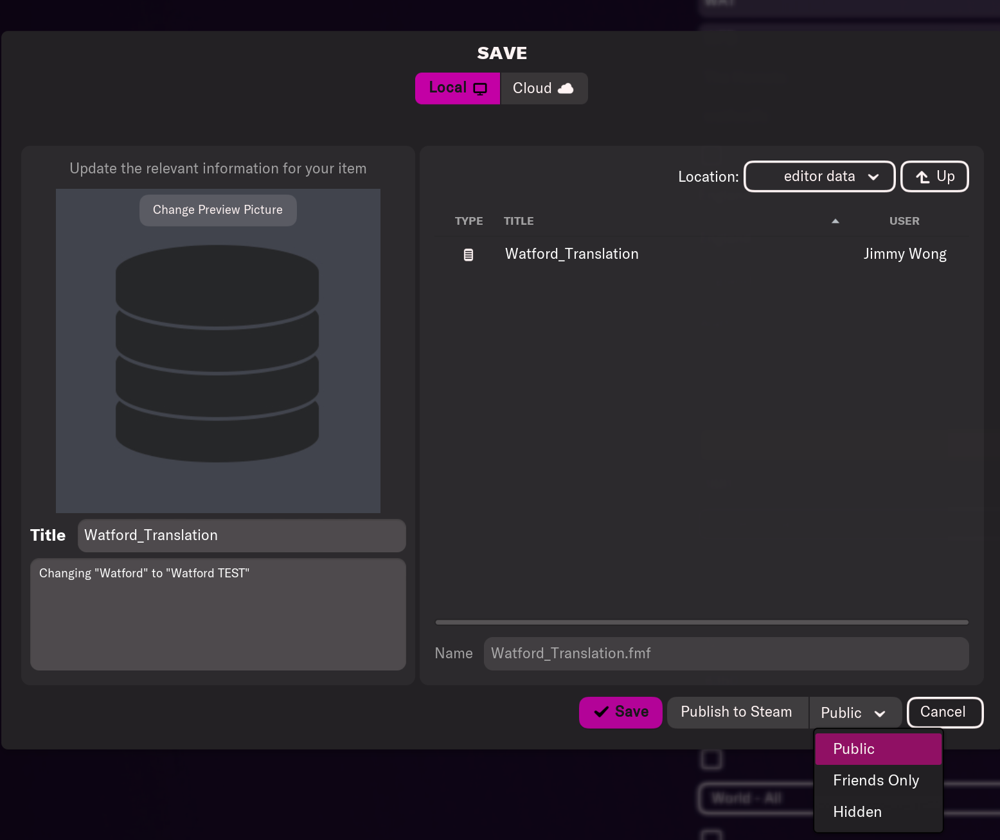 SAVE
Local
Cloud
Update the relevant information for your item
Change Preview Picture
Title
Watford_Translation
Changing "Watford" to "Watford TEST"
Location:
editor data
Up
TYPE
TITLE
USER
Watford_Translation
Jimmy Wong
Name
Watford_Translation.fmf
Save
Publish to Steam
Public
Cancel
Public
Friends Only
Hidden
World - All